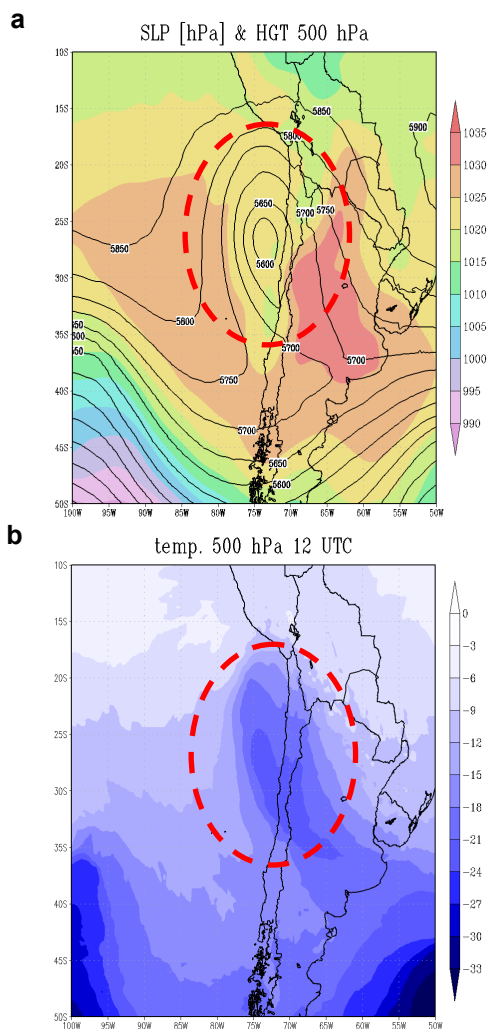 a
SLP [hPa] & HGT 500 hPa
10S
15S
20S
25S
30S
35S
40S
45S
50S
100W 95W 90W 85W 80W 75W 70W 65W 60W 55W 50W
5850
5900
5800
5650
5700
5750
5850
5600
5800
5700
5750
5700
5700
5650
5600
1035
1030
1025
1020
1015
1010
1005
1000
995
990
b
temp. 500 hPa 12 UTC
10S
15S
20S
25S
30S
35S
40S
45S
50S
100W 95W 90W 85W 80W 75W 70W 65W 60W 55W 50W
0
−3
−6
−9
−12
−15
−18
−21
−24
−27
−30
−33